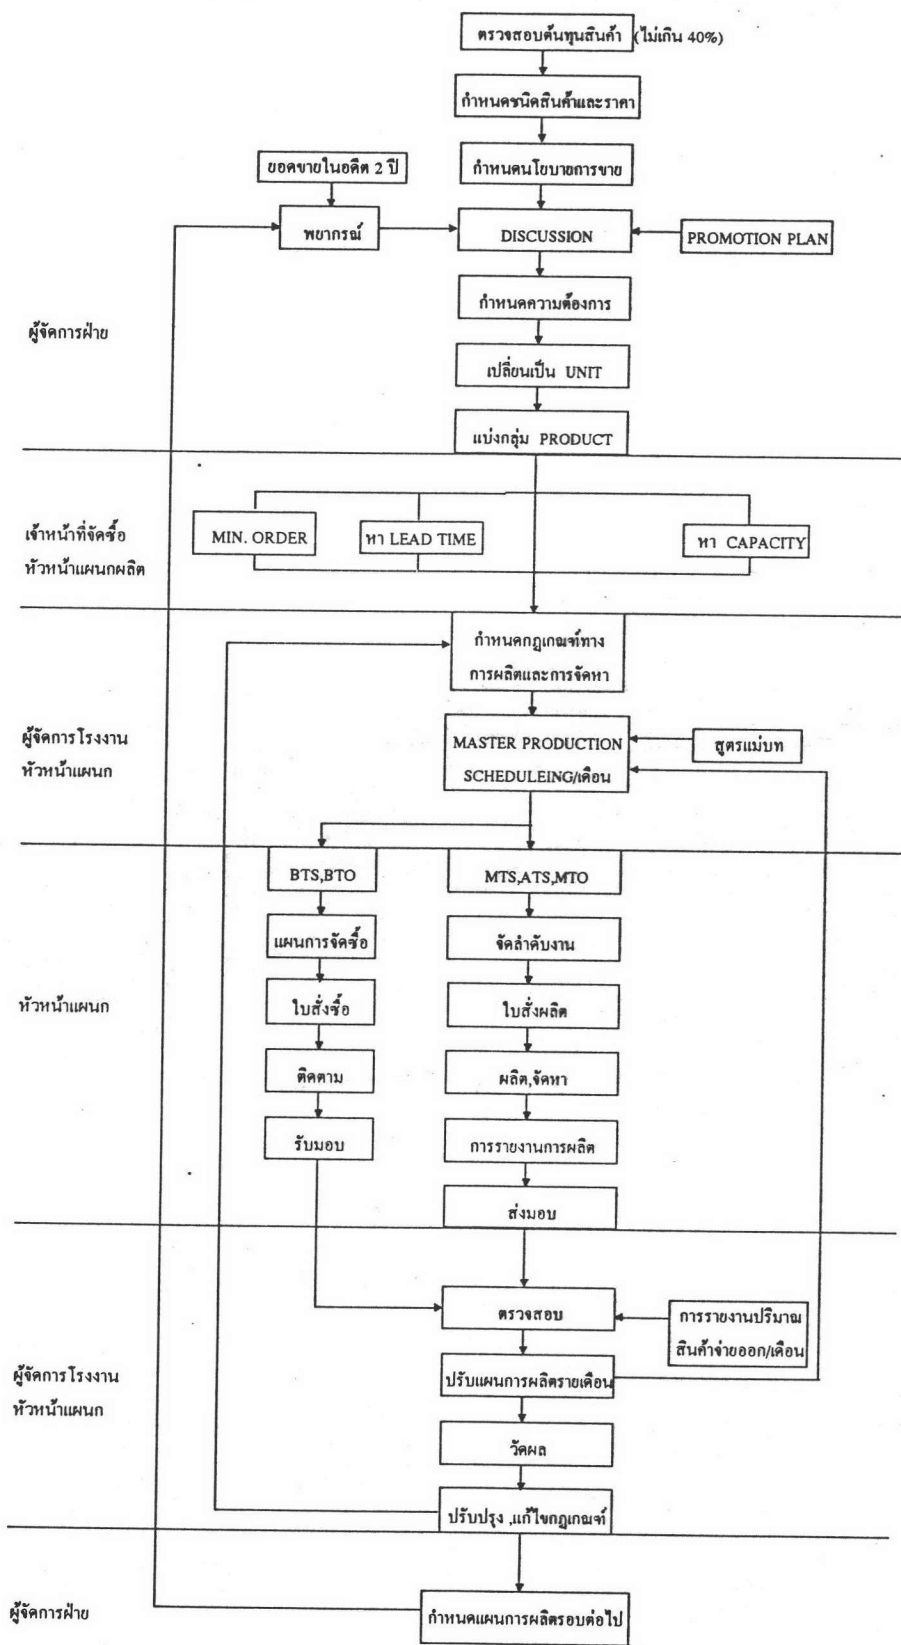 ตรวจสอบต้นทุนสินค้า (ไม่เกิน 40%)
กำหนดชนิดสินค้าและราคา
ยอดขายในอดีต 2 ปี
กำหนดนโยบายการขาย
พยากรณ์
DISCUSSION
PROMOTION PLAN
กำหนดความต้องการ
ผู้จัดการฝ่าย
เปลี่ยนเป็น UNIT
แบ่งกลุ่ม PRODUCT
เจ้าหน้าที่จัดซื้อ
หัวหน้าแผนกผลิต
MIN. ORDER
หา LEAD TIME
หา CAPACITY
กำหนดกฎเกณฑ์ทาง
การผลิตและการจัดหา
ผู้จัดการโรงงาน
หัวหน้าแผนก
MASTER PRODUCTION
SCHEDULEING/เดือน
สูตรแม่บท
BTS,BTO
MTS,ATS,MTO
แผนการจัดซื้อ
จัดลำดับงาน
หัวหน้าแผนก
ใบสั่งซื้อ
ใบสั่งผลิต
ติดตาม
ผลิต,จัดหา
รับมอบ
การรายงานการผลิต
ส่งมอบ
ตรวจสอบ
การรายงานปริมาณ
สินค้าจ่ายออก/เดือน
ผู้จัดการโรงงาน
หัวหน้าแผนก
ปรับแผนการผลิตรายเดือน
วัดผล
ปรับปรุง ,แก้ไขกฎเกณฑ์
ผู้จัดการฝ่าย
กำหนดแผนการผลิตรอบต่อไป